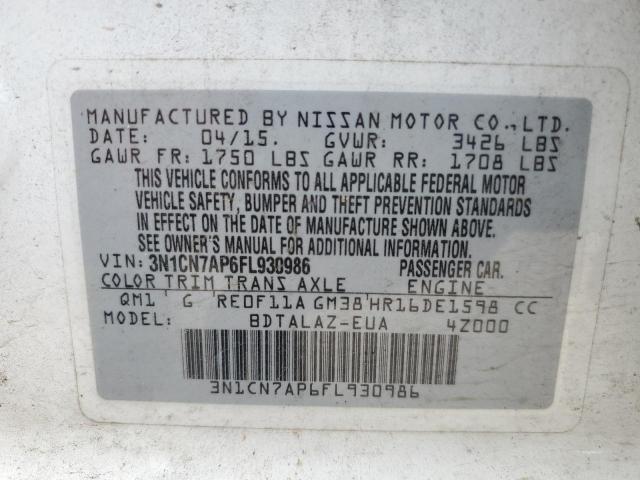 MANUFACTURED BY NISSAN MOTOR CO.,LTD.
DATE: 04/15. GVWR: 3426 LBS
GAWR FR: 1750 LBS GAWR RR: 1708 LBS
THIS VEHICLE CONFORMS TO ALL APPLICABLE FEDERAL MOTOR
VEHICLE SAFETY, BUMPER AND THEFT PREVENTION STANDARDS
IN EFFECT ON THE DATE OF MANUFACTURE SHOWN ABOVE.
SEE OWNER'S MANUAL FOR ADDITIONAL INFORMATION
VIN: 3N1CN7AP6FL930986 PASSENGER CAR.
COLOR TRIM TRANS AXLE ENGINE
QM1 G RE0F11A GM38 HR16DE1598 CC
MODEL: BDTALAZ-EUA 4Z000
3N1CN7AP6FL930986